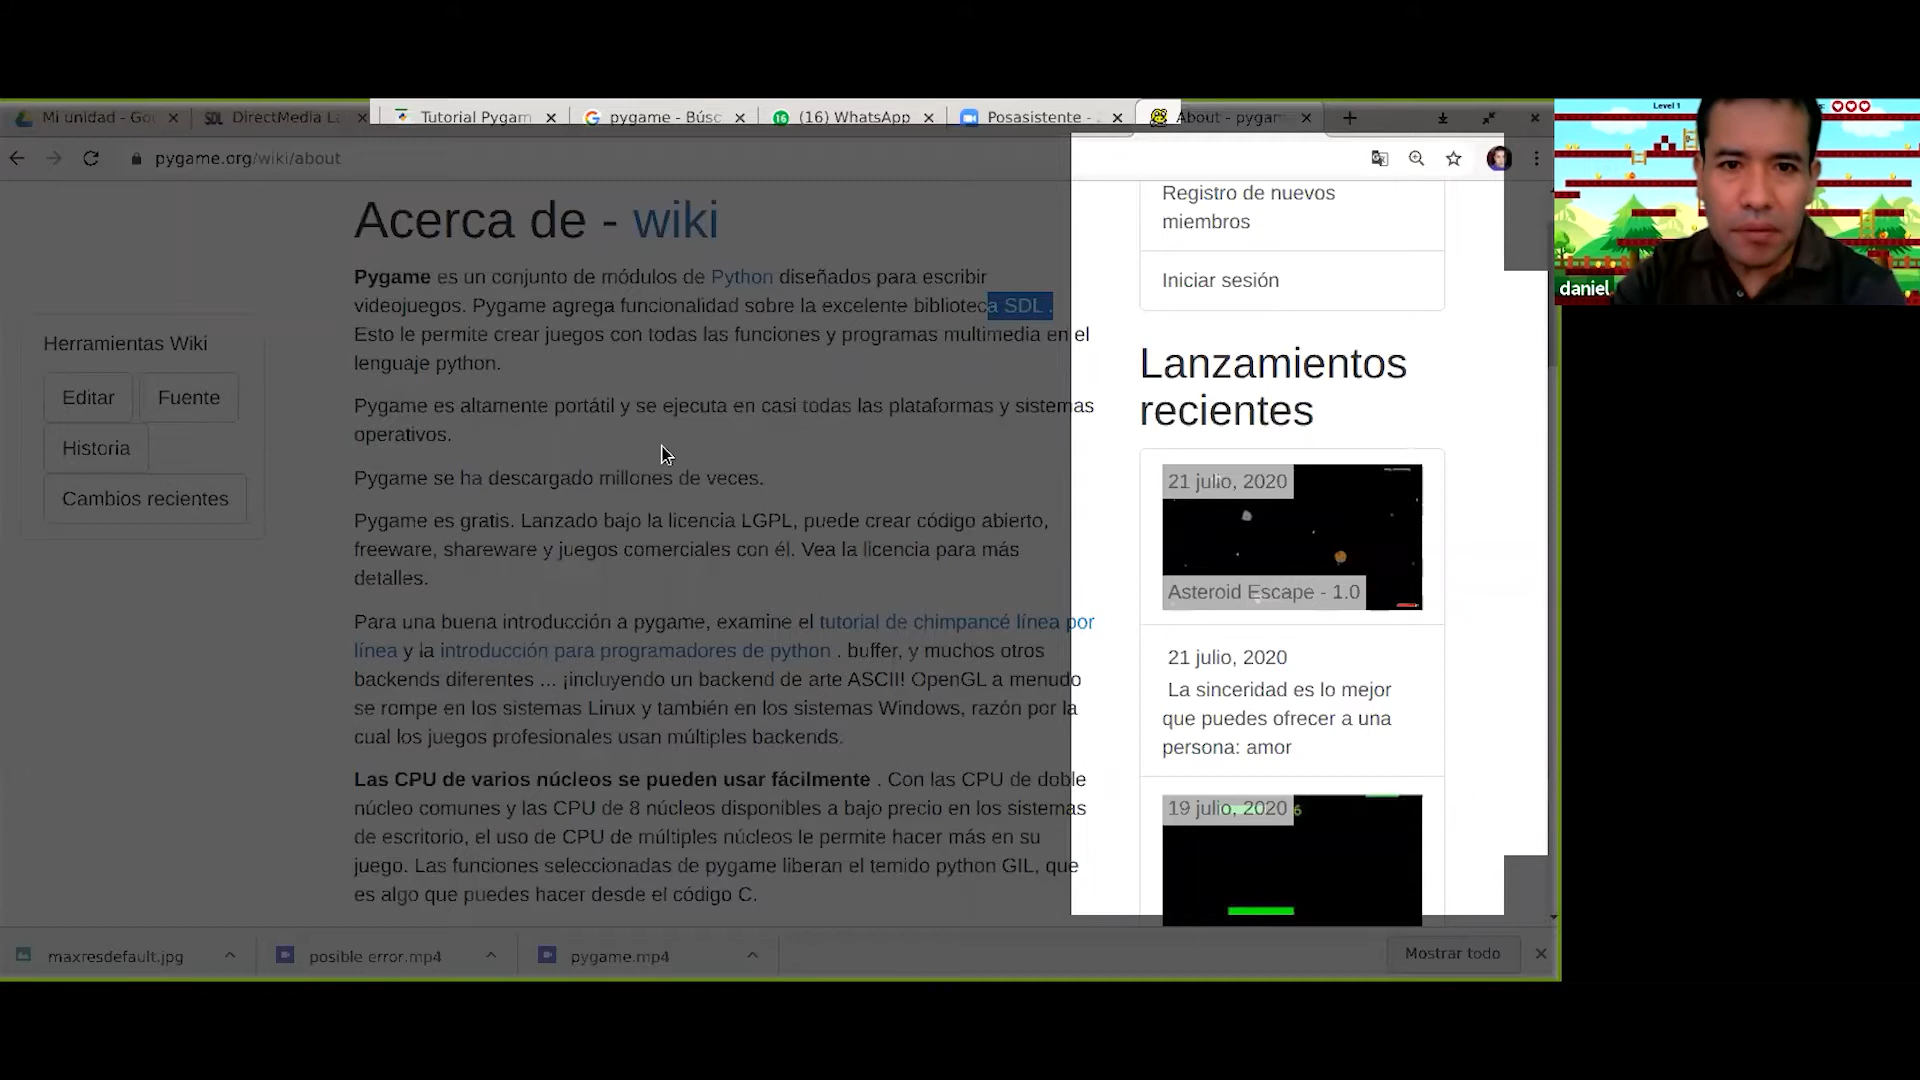 Mi unidad - Go
DirectMedia La
Tutorial Pygam
pygame - Búsc
(16) WhatsApp
Posasistente -
About - pygam
pygame.org/wiki/about
Acerca de - wiki
Pygame es un conjunto de módulos de Python diseñados para escribir
videojuegos. Pygame agrega funcionalidad sobre la excelente biblioteca SDL .
Esto le permite crear juegos con todas las funciones y programas multimedia en el
lenguaje python.
Pygame es altamente portátil y se ejecuta en casi todas las plataformas y sistemas
operativos.
Pygame se ha descargado millones de veces.
Pygame es gratis. Lanzado bajo la licencia LGPL, puede crear código abierto,
freeware, shareware y juegos comerciales con él. Vea la licencia para más
detalles.
Para una buena introducción a pygame, examine el tutorial de chimpancé línea por
línea y la introducción para programadores de python . buffer, y muchos otros
backends diferentes ... ¡incluyendo un backend de arte ASCII! OpenGL a menudo
se rompe en los sistemas Linux y también en los sistemas Windows, razón por la
cual los juegos profesionales usan múltiples backends.
Las CPU de varios núcleos se pueden usar fácilmente . Con las CPU de doble
núcleo comunes y las CPU de 8 núcleos disponibles a bajo precio en los sistemas
de escritorio, el uso de CPU de múltiples núcleos le permite hacer más en su
juego. Las funciones seleccionadas de pygame liberan el temido python GIL, que
es algo que puedes hacer desde el código C.
Herramientas Wiki
Editar
Fuente
Historia
Cambios recientes
Registro de nuevos
miembros
Iniciar sesión
Lanzamientos
recientes
21 julio, 2020
Asteroid Escape - 1.0
21 julio, 2020
La sinceridad es lo mejor
que puedes ofrecer a una
persona: amor
19 julio, 2020
6
maxresdefault.jpg
posible error.mp4
pygame.mp4
Mostrar todo
Level 1
daniel